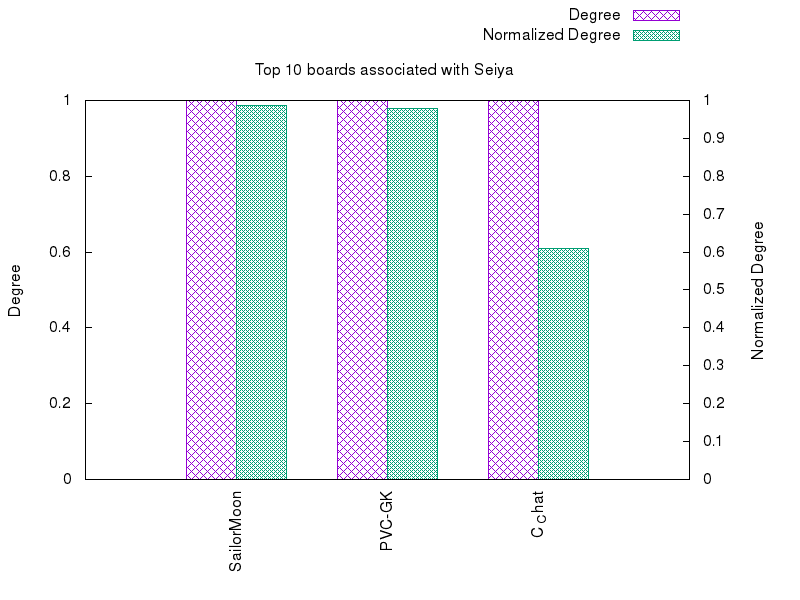 Degree
Normalized Degree
Top 10 boards associated with Seiya
1
0.8
0.6
0.4
0.2
0
1
0.9
0.8
0.7
0.6
0.5
0.4
0.3
0.2
0.1
0
Degree
Normalized Degree
SailorMoon
PVC-GK
C_Chat